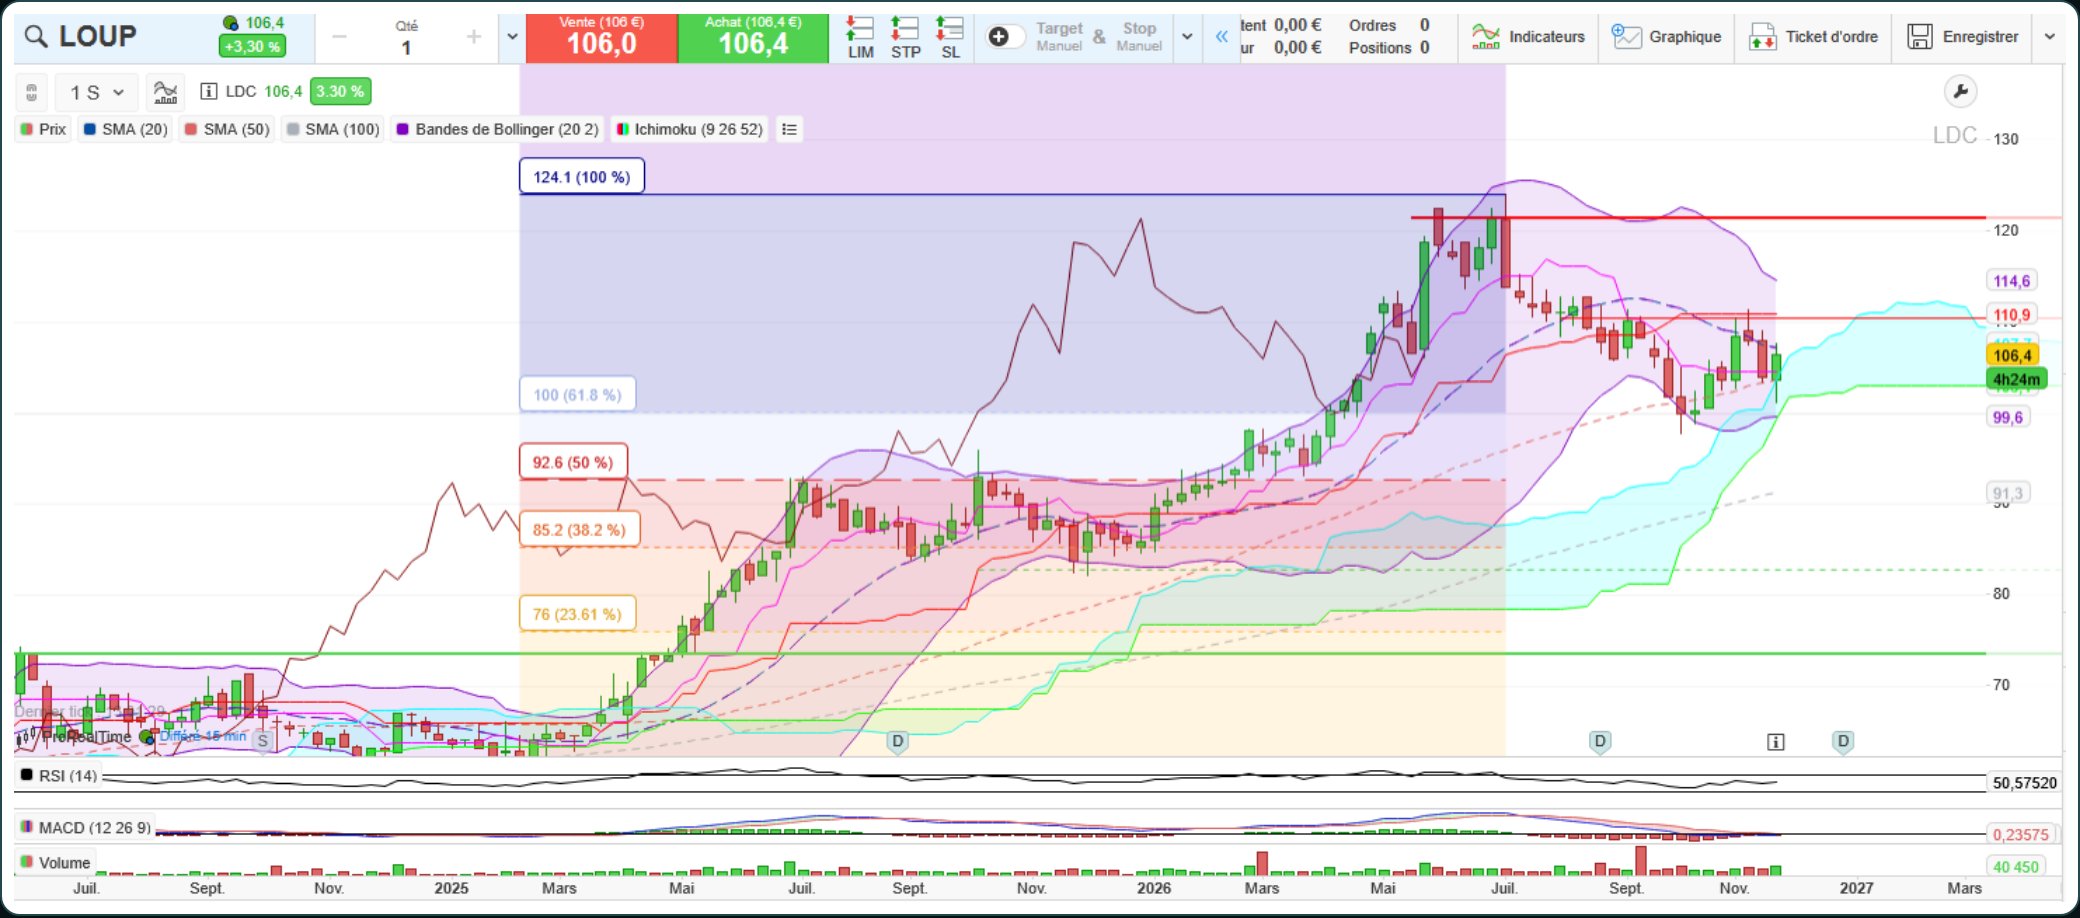 LOUP
106,4
+3,30 %
Qté
1
Vente (106 €)
106,0
Achat (106,4 €)
106,4
LIM
STP
SL
Target
Manuel
&
Stop
Manuel
0,00 €
0,00 €
Ordres 0
Positions 0
Indicateurs
Graphique
Ticket d'ordre
Enregistrer
1 S
LDC 106,4 3.30 %
Prix
SMA (20)
SMA (50)
SMA (100)
Bandes de Bollinger (20 2)
Ichimoku (9 26 52)
LDC
130
124.1 (100 %)
120
114,6
110,9
106,4
4h24m
100 (61.8 %)
99,6
92.6 (50 %)
91,3
85.2 (38.2 %)
80
76 (23.61 %)
70
ProRealTime
Différé 15 min
S
D
D
D
RSI (14)
50,57520
MACD (12 26 9)
0,23575
Volume
40 450
Juil.
Sept.
Nov.
2025
Mars
Mai
Juil.
Sept.
Nov.
2026
Mars
Mai
Juil.
Sept.
Nov.
2027
Mars